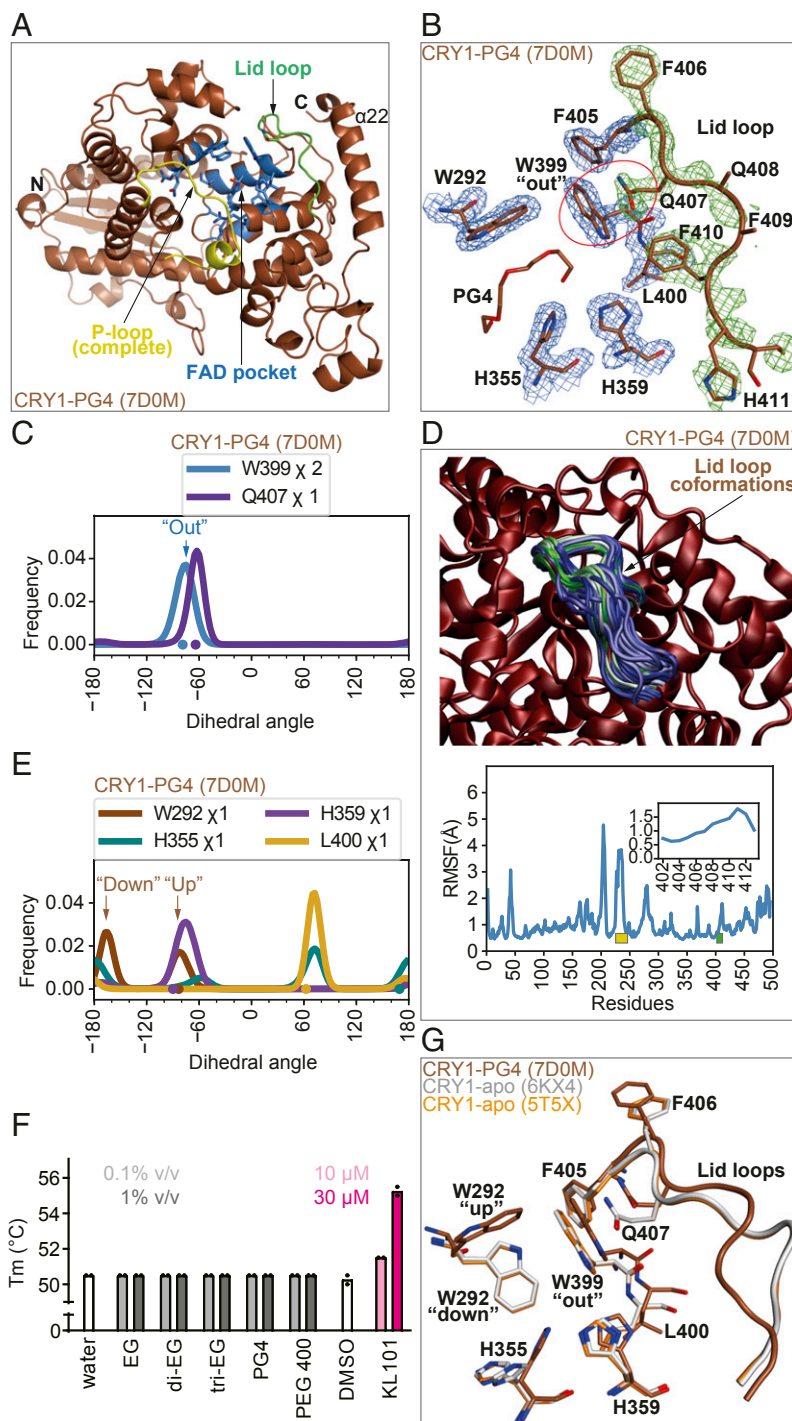 A
Lid loop
C
α22
N
P-loop
(complete)
FAD pocket
CRY1-PG4 (7D0M)
B
CRY1-PG4 (7D0M)
F406
F405
Lid loop
W399
"out"
W292
Q408
Q407
F409
F410
PG4
L400
H355
H359
H411
C
CRY1-PG4 (7D0M)
W399 χ 2
Q407 χ 1
"Out"
0.04
0.02
0.00
Frequency
−180
−120
−60
0
60
120
180
Dihedral angle
D
CRY1-PG4 (7D0M)
Lid loop
coformations
6
5
4
3
2
1
0
RMSF(Å)
1.5
1.0
0.5
0.0
402
404
406
408
410
412
0
50
100
150
200
250
300
350
400
450
500
Residues
E
CRY1-PG4 (7D0M)
W292 χ1
H359 χ1
H355 χ1
L400 χ1
"Down" "Up"
0.04
0.02
0.00
Frequency
−180
−120
−60
0
60
120
180
Dihedral angle
F
0.1% v/v
1% v/v
10 μM
30 μM
56
54
52
50
0
Tm (°C)
water
EG
di-EG
tri-EG
PG4
PEG 400
DMSO
KL101
G
CRY1-PG4 (7D0M)
CRY1-apo (6KX4)
CRY1-apo (5T5X)
F406
F405
Lid loops
W292
"up"
Q407
W292
"down"
W399
"out"
L400
H355
H359